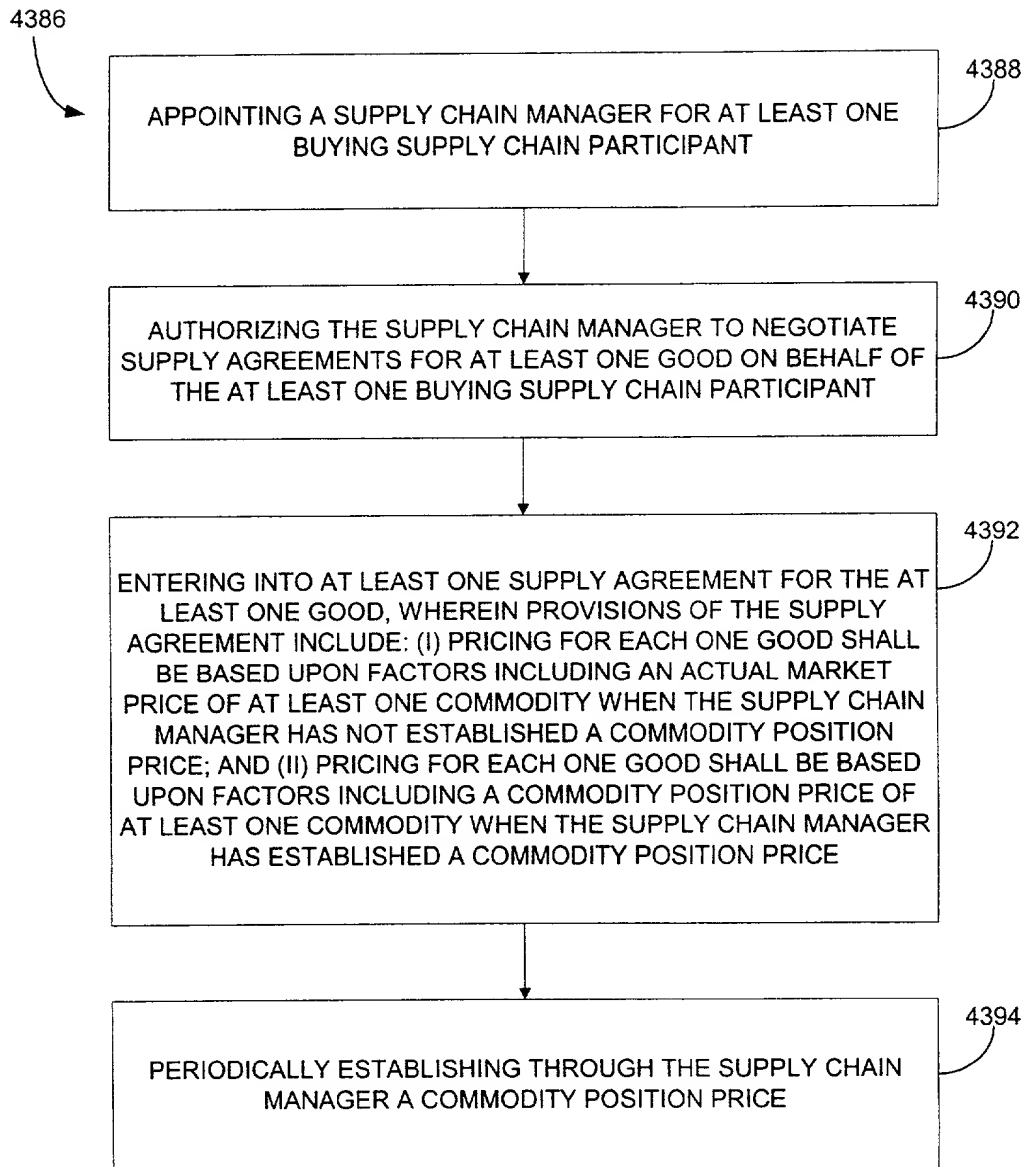 4386
4388
APPOINTING A SUPPLY CHAIN MANAGER FOR AT LEAST ONE
BUYING SUPPLY CHAIN PARTICIPANT
4390
AUTHORIZING THE SUPPLY CHAIN MANAGER TO NEGOTIATE
SUPPLY AGREEMENTS FOR AT LEAST ONE GOOD ON BEHALF OF
THE AT LEAST ONE BUYING SUPPLY CHAIN PARTICIPANT
4392
ENTERING INTO AT LEAST ONE SUPPLY AGREEMENT FOR THE AT
LEAST ONE GOOD, WHEREIN PROVISIONS OF THE SUPPLY
AGREEMENT INCLUDE: (I) PRICING FOR EACH ONE GOOD SHALL
BE BASED UPON FACTORS INCLUDING AN ACTUAL MARKET
PRICE OF AT LEAST ONE COMMODITY WHEN THE SUPPLY CHAIN
MANAGER HAS NOT ESTABLISHED A COMMODITY POSITION
PRICE; AND (II) PRICING FOR EACH ONE GOOD SHALL BE BASED
UPON FACTORS INCLUDING A COMMODITY POSITION PRICE OF
AT LEAST ONE COMMODITY WHEN THE SUPPLY CHAIN MANAGER
HAS ESTABLISHED A COMMODITY POSITION PRICE
4394
PERIODICALLY ESTABLISHING THROUGH THE SUPPLY CHAIN
MANAGER A COMMODITY POSITION PRICE